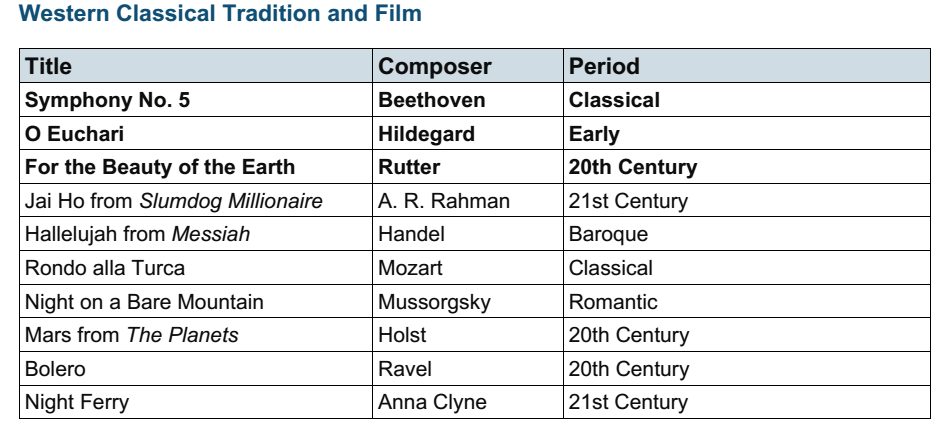 Western Classical Tradition and Film
Title Composer Period
Symphony No. 5 Beethoven Classical
O Euchari Hildegard Early
For the Beauty of the Earth Rutter 20th Century
Jai Ho from Slumdog Millionaire A. R. Rahman 21st Century
Hallelujah from Messiah Handel Baroque
Rondo alla Turca Mozart Classical
Night on a Bare Mountain Mussorgsky Romantic
Mars from The Planets Holst 20th Century
Bolero Ravel 20th Century
Night Ferry Anna Clyne 21st Century